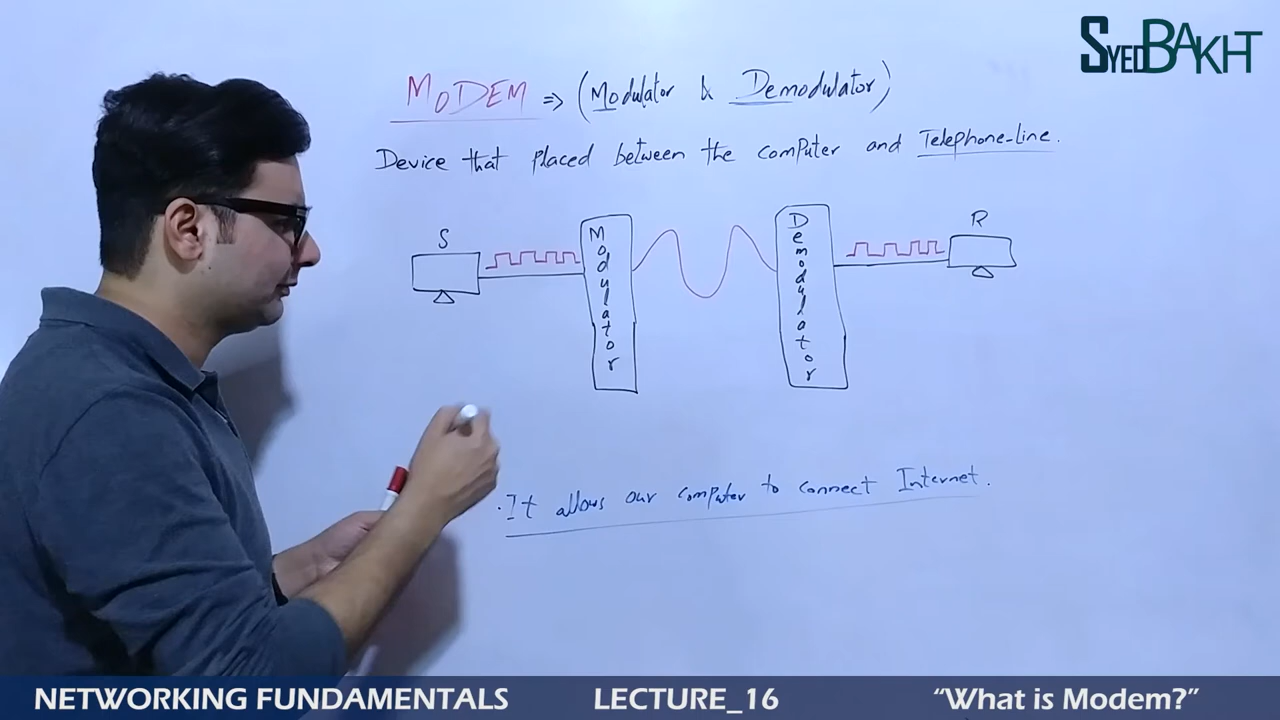 SYEDBAKHT
MODEM => (Modulator & Demodulator)
Device that placed between the computer and Telephone-line.
S
Modulator
Demodulator
R
. It allows our computer to connect Internet.
NETWORKING FUNDAMENTALS LECTURE_16 “What is Modem?”